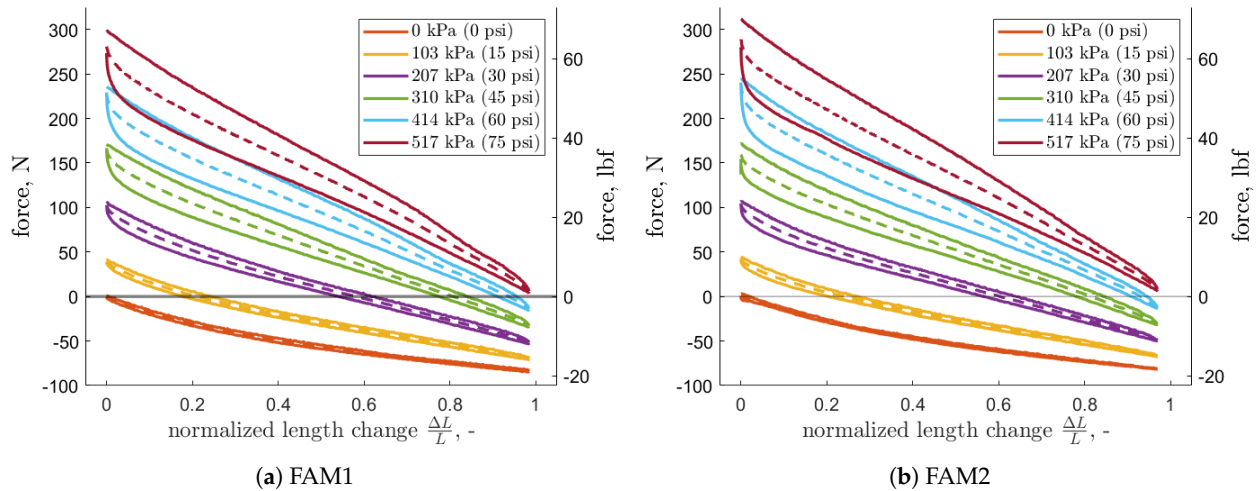 300
250
200
150
100
50
0
-50
-100
force, N
0 kPa (0 psi)
103 kPa (15 psi)
207 kPa (30 psi)
310 kPa (45 psi)
414 kPa (60 psi)
517 kPa (75 psi)
60
40
20
0
-20
force, lbf
0 0.2 0.4 0.6 0.8 1
normalized length change ΔL/L, -
(a) FAM1
300
250
200
150
100
50
0
-50
-100
force, N
0 kPa (0 psi)
103 kPa (15 psi)
207 kPa (30 psi)
310 kPa (45 psi)
414 kPa (60 psi)
517 kPa (75 psi)
60
40
20
0
-20
force, lbf
0 0.2 0.4 0.6 0.8 1
normalized length change ΔL/L, -
(b) FAM2